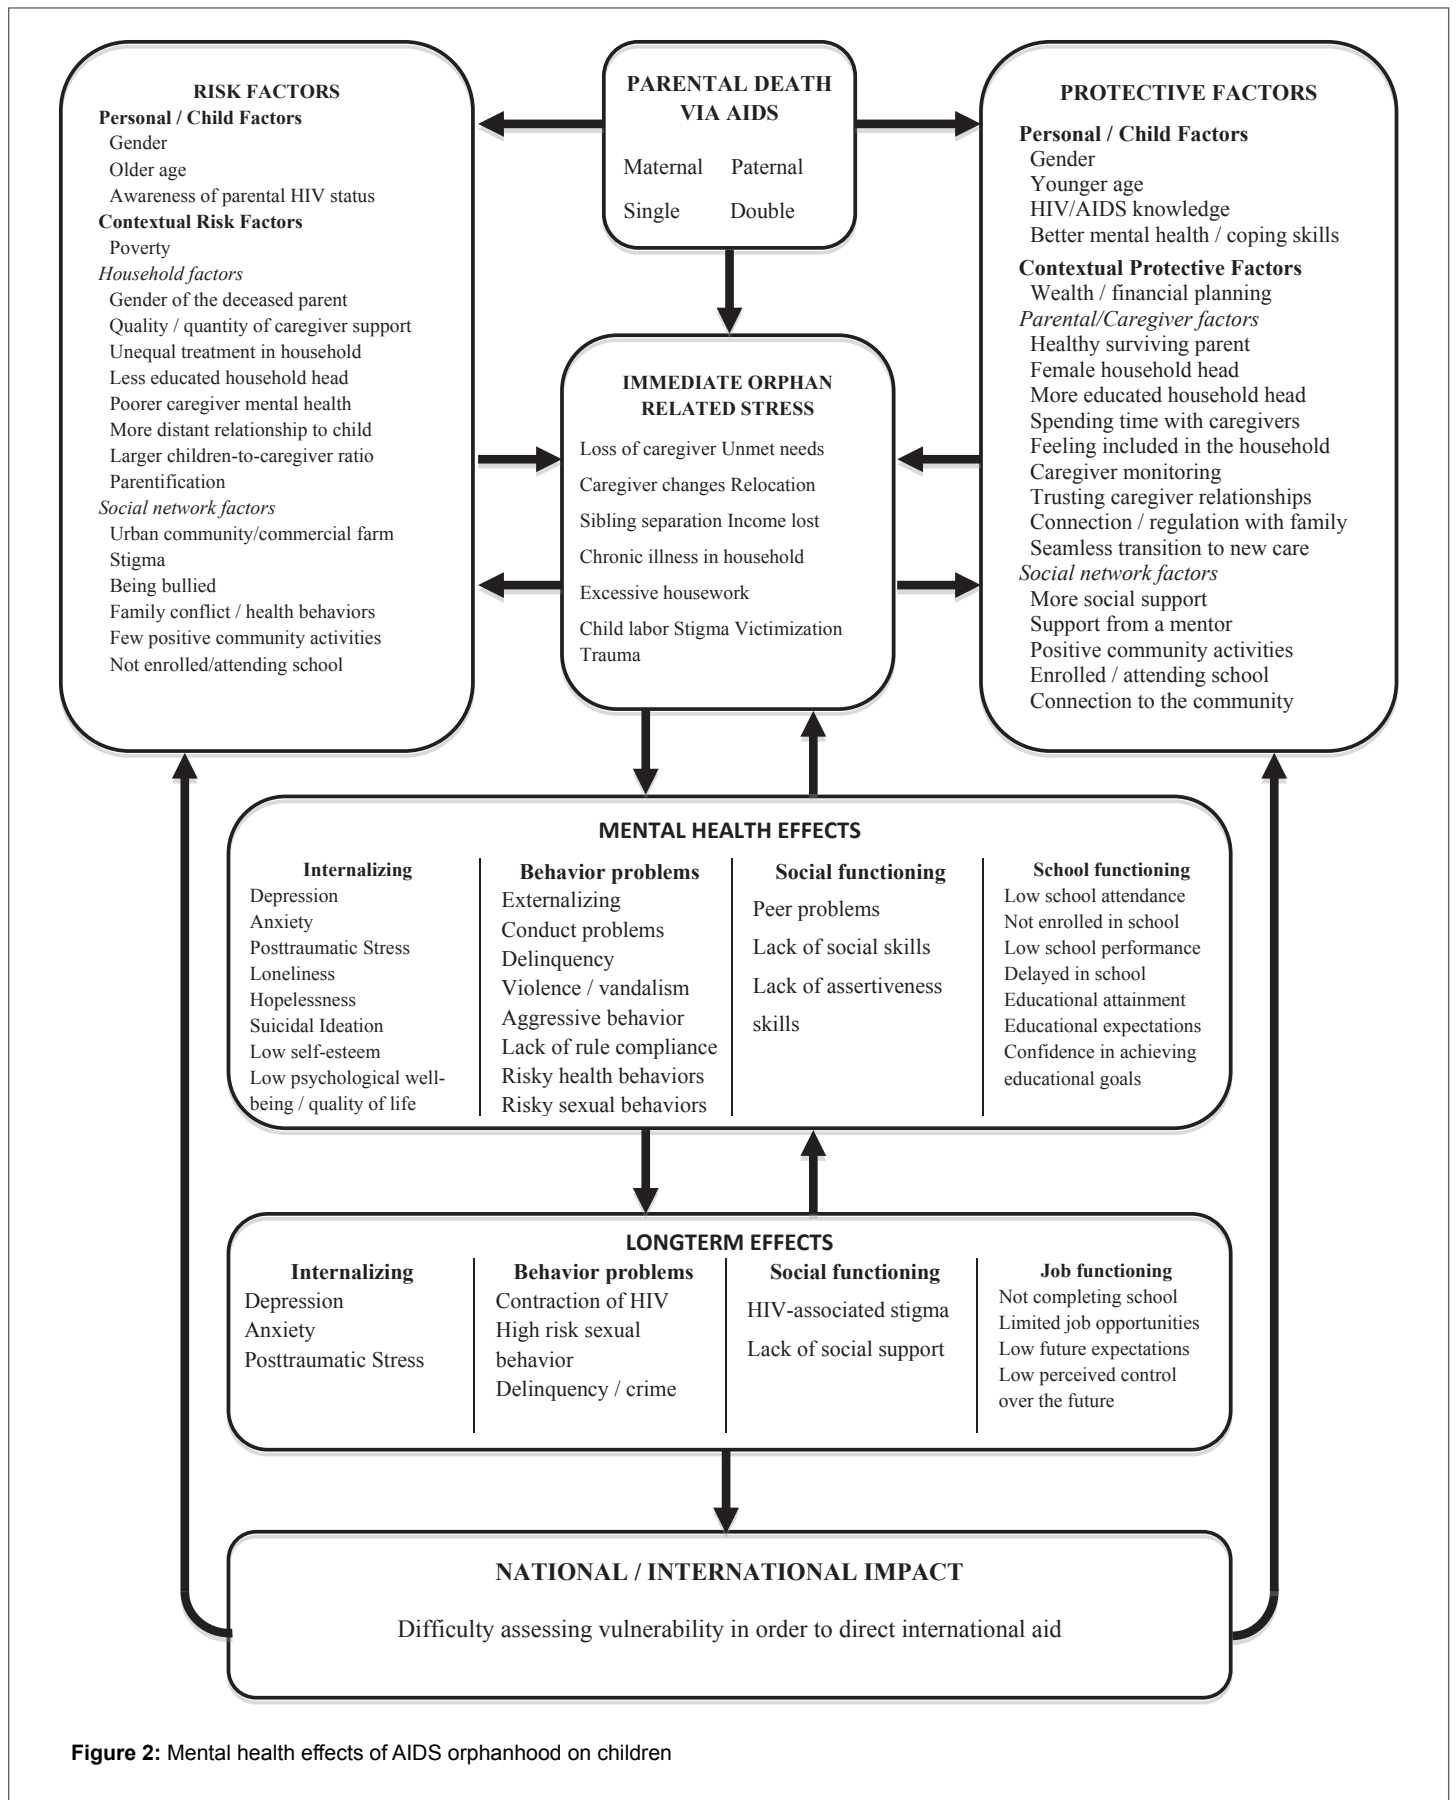 RISK FACTORS
Personal / Child Factors
Gender
Older age
Awareness of parental HIV status
Contextual Risk Factors
Poverty
Household factors
Gender of the deceased parent
Quality / quantity of caregiver support
Unequal treatment in household
Less educated household head
Poorer caregiver mental health
More distant relationship to child
Larger children-to-caregiver ratio
Parentification
Social network factors
Urban community/commercial farm
Stigma
Being bullied
Family conflict / health behaviors
Few positive community activities
Not enrolled/attending school
PARENTAL DEATH
VIA AIDS
Maternal Paternal
Single Double
PROTECTIVE FACTORS
Personal / Child Factors
Gender
Younger age
HIV/AIDS knowledge
Better mental health / coping skills
Contextual Protective Factors
Wealth / financial planning
Parental/Caregiver factors
Healthy surviving parent
Female household head
More educated household head
Spending time with caregivers
Feeling included in the household
Caregiver monitoring
Trusting caregiver relationships
Connection / regulation with family
Seamless transition to new care
Social network factors
More social support
Support from a mentor
Positive community activities
Enrolled / attending school
Connection to the community
IMMEDIATE ORPHAN
RELATED STRESS
Loss of caregiver Unmet needs
Caregiver changes Relocation
Sibling separation Income lost
Chronic illness in household
Excessive housework
Child labor Stigma Victimization
Trauma
MENTAL HEALTH EFFECTS
Internalizing
Depression
Anxiety
Posttraumatic Stress
Loneliness
Hopelessness
Suicidal Ideation
Low self-esteem
Low psychological well-
being / quality of life
Behavior problems
Externalizing
Conduct problems
Delinquency
Violence / vandalism
Aggressive behavior
Lack of rule compliance
Risky health behaviors
Risky sexual behaviors
Social functioning
Peer problems
Lack of social skills
Lack of assertiveness
skills
School functioning
Low school attendance
Not enrolled in school
Low school performance
Delayed in school
Educational attainment
Educational expectations
Confidence in achieving
educational goals
LONGTERM EFFECTS
Internalizing
Depression
Anxiety
Posttraumatic Stress
Behavior problems
Contraction of HIV
High risk sexual
behavior
Delinquency / crime
Social functioning
HIV-associated stigma
Lack of social support
Job functioning
Not completing school
Limited job opportunities
Low future expectations
Low perceived control
over the future
NATIONAL / INTERNATIONAL IMPACT
Difficulty assessing vulnerability in order to direct international aid
Figure 2: Mental health effects of AIDS orphanhood on children